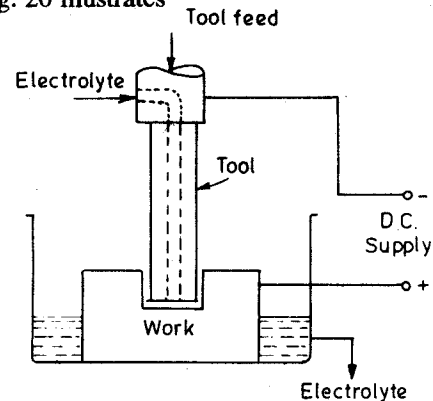 g. 20 illustrates
Tool feed
Electrolyte
Tool
-
D.C.
Supply
+
Work
Electrolyte